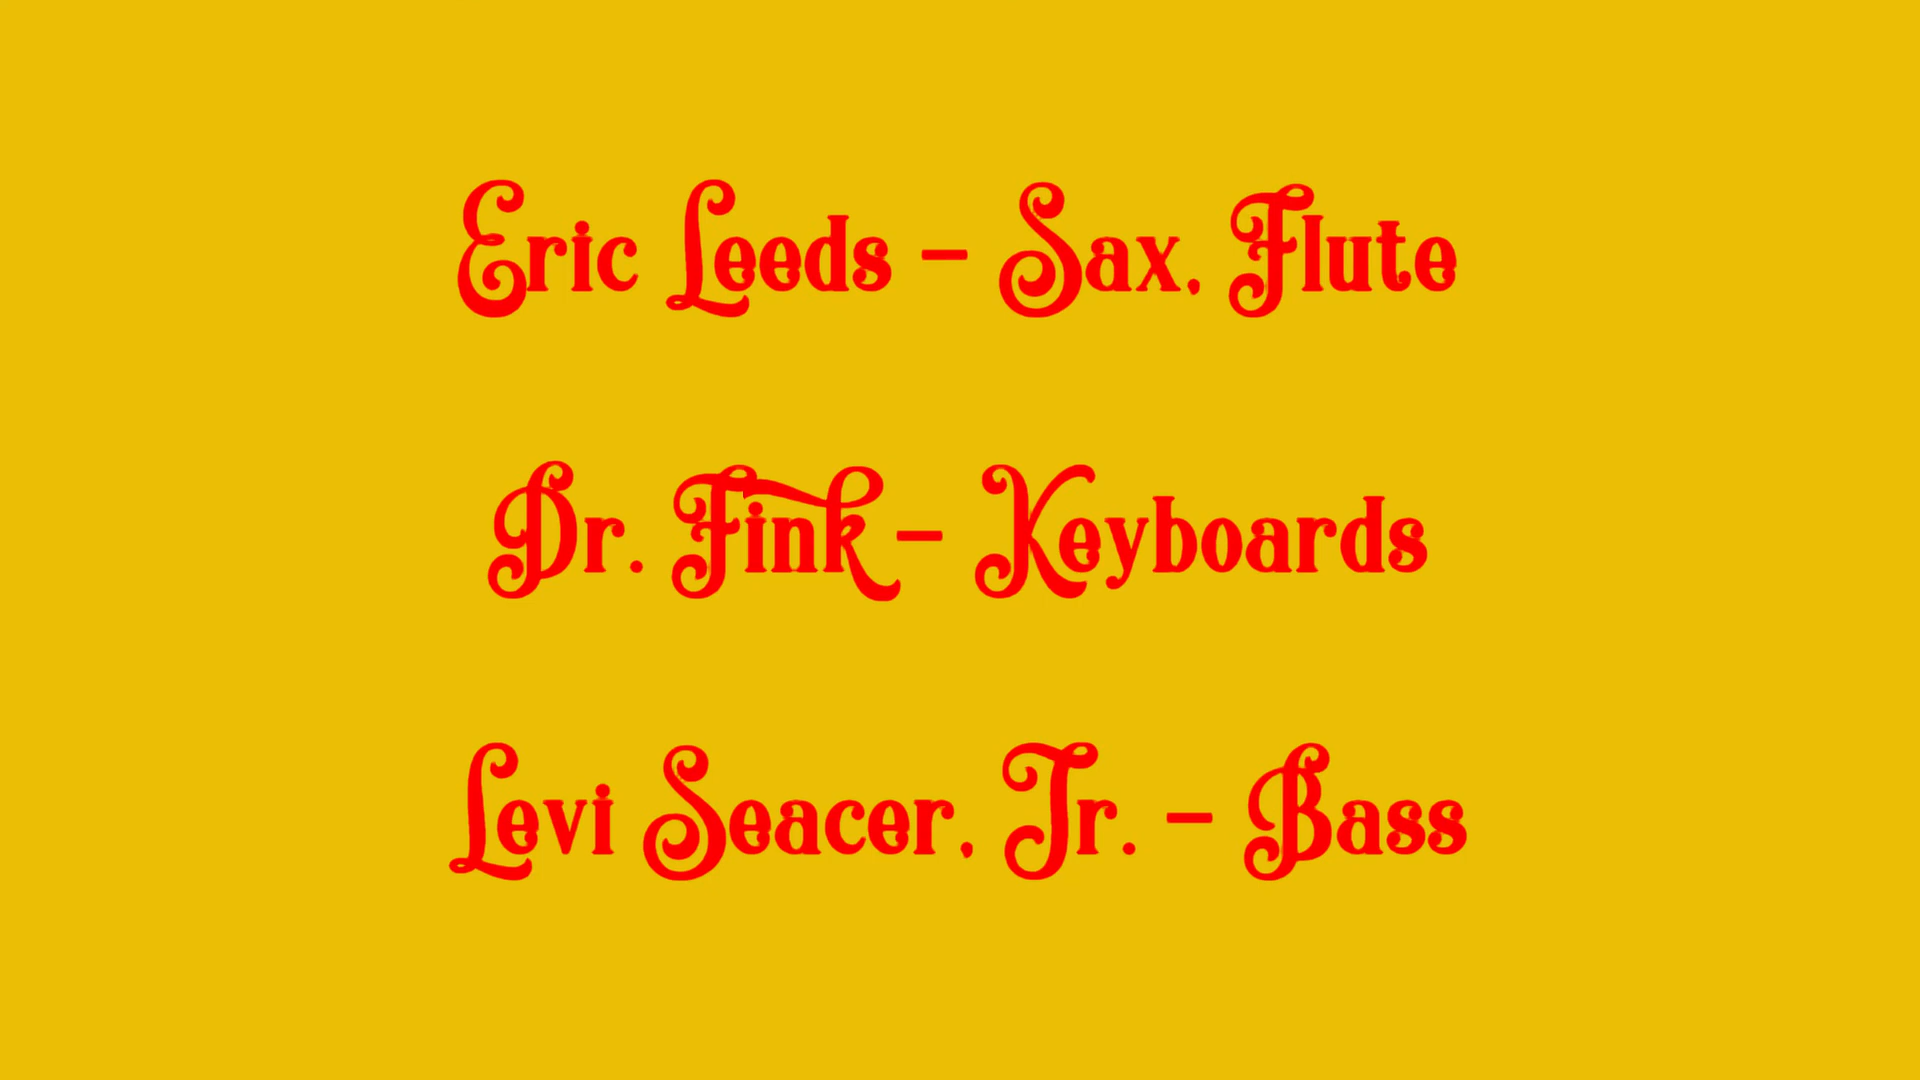 Eric Leeds - Sax, Flute
Dr. Fink - Keyboards
Levi Seacer, Jr. - Bass